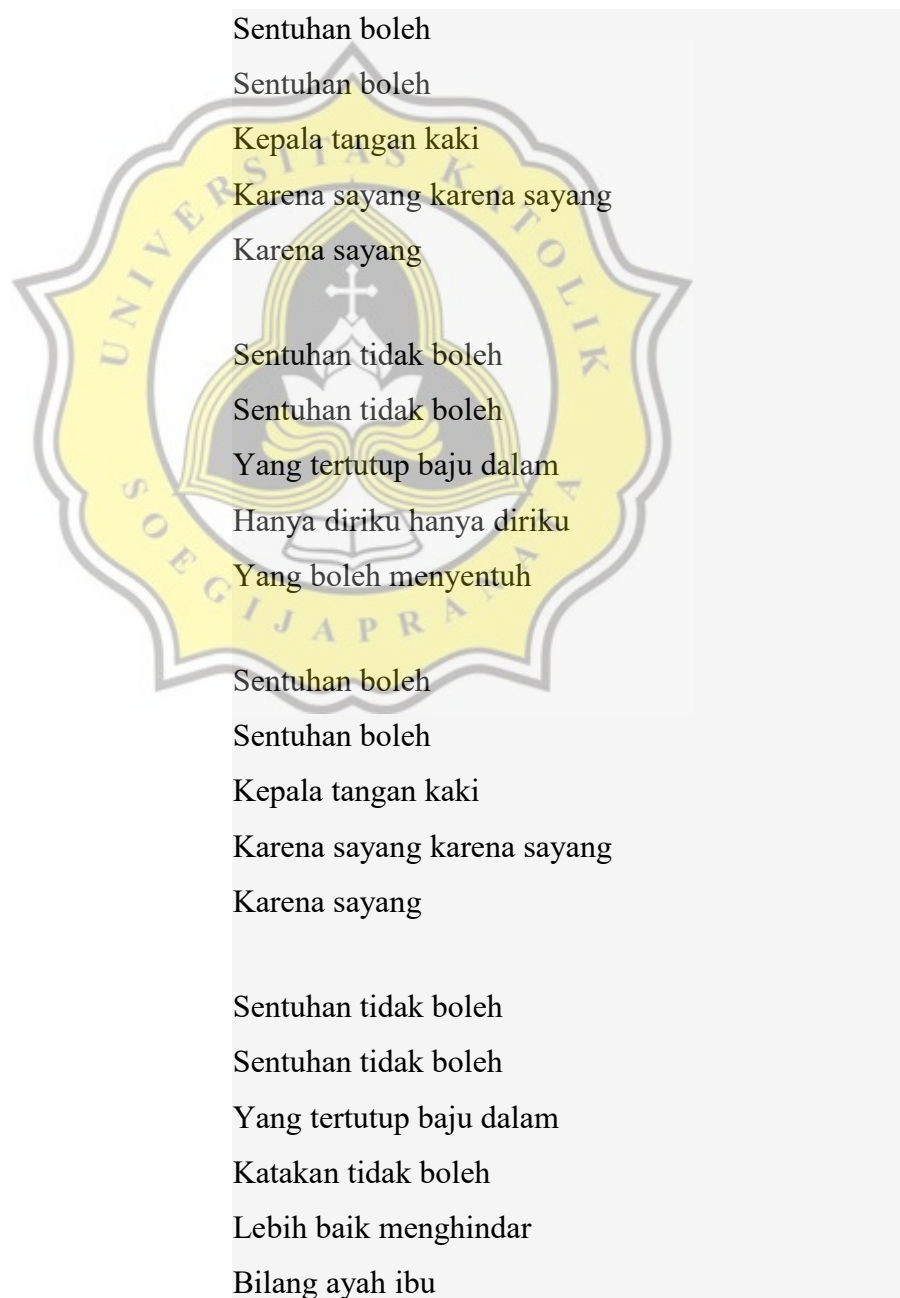 Sentuhan boleh
Sentuhan boleh
Kepala tangan kaki
Karena sayang karena sayang
Karena sayang
Sentuhan tidak boleh
Sentuhan tidak boleh
Yang tertutup baju dalam
Hanya diriku hanya diriku
Yang boleh menyentuh
Sentuhan boleh
Sentuhan boleh
Kepala tangan kaki
Karena sayang karena sayang
Karena sayang
Sentuhan tidak boleh
Sentuhan tidak boleh
Yang tertutup baju dalam
Katakan tidak boleh
Lebih baik menghindar
Bilang ayah ibu
UNIVERSITAS KATOLIK
SOEGIJAPRANATA